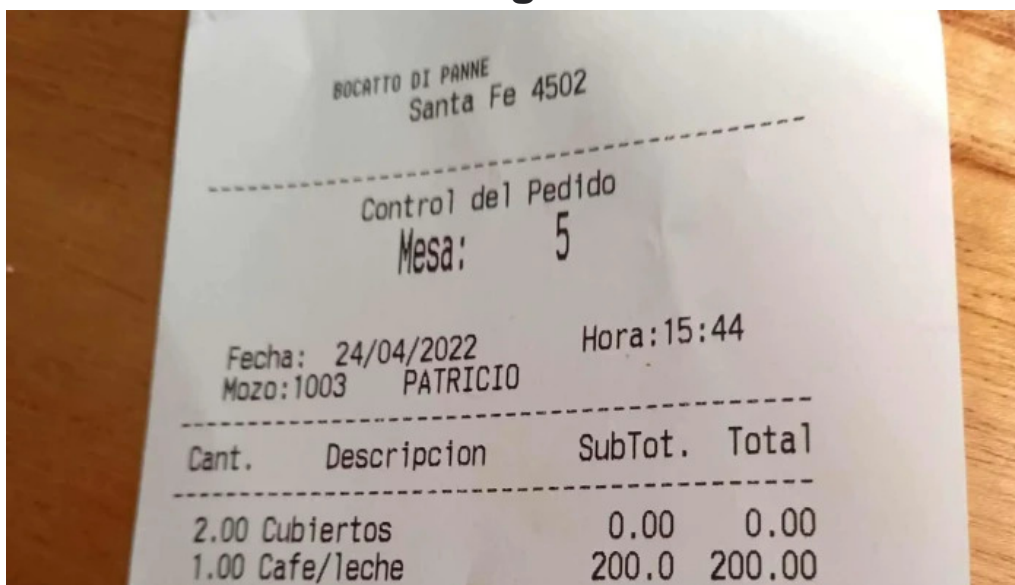 BOCATTO DI PANNE
Santa Fe 4502
Control del Pedido
Mesa: 5
Fecha: 24/04/2022 Hora:15:44
Mozo:1003 PATRICIO
Cant. Descripcion SubTot. Total
2.00 Cubiertos 0.00 0.00
1.00 Cafe/leche 200.0 200.00